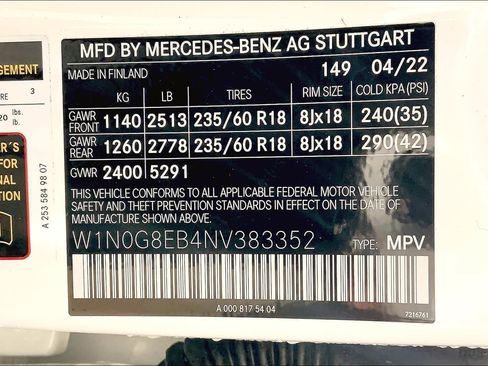 MFD BY MERCEDES-BENZ AG STUTTGART
MADE IN FINLAND 149 04/22
KG LB TIRES RIM SIZE COLD KPA (PSI)
GAWR FRONT 1140 2513 235/60 R18 8Jx18 240(35)
GAWR REAR 1260 2778 235/60 R18 8Jx18 290(42)
GVWR 2400 5291
THIS VEHICLE CONFORMS TO ALL APPLICABLE FEDERAL MOTOR VEHICLE
SAFETY AND THEFT PREVENTION STANDARDS IN EFFECT ON THE DATE
OF MANUFACTURE SHOWN ABOVE.
W1N0G8EB4NV383352 TYPE: MPV
A 000 817 54 04
7216761
A 253 584 98 07
3
lbs.
lb.
FOR